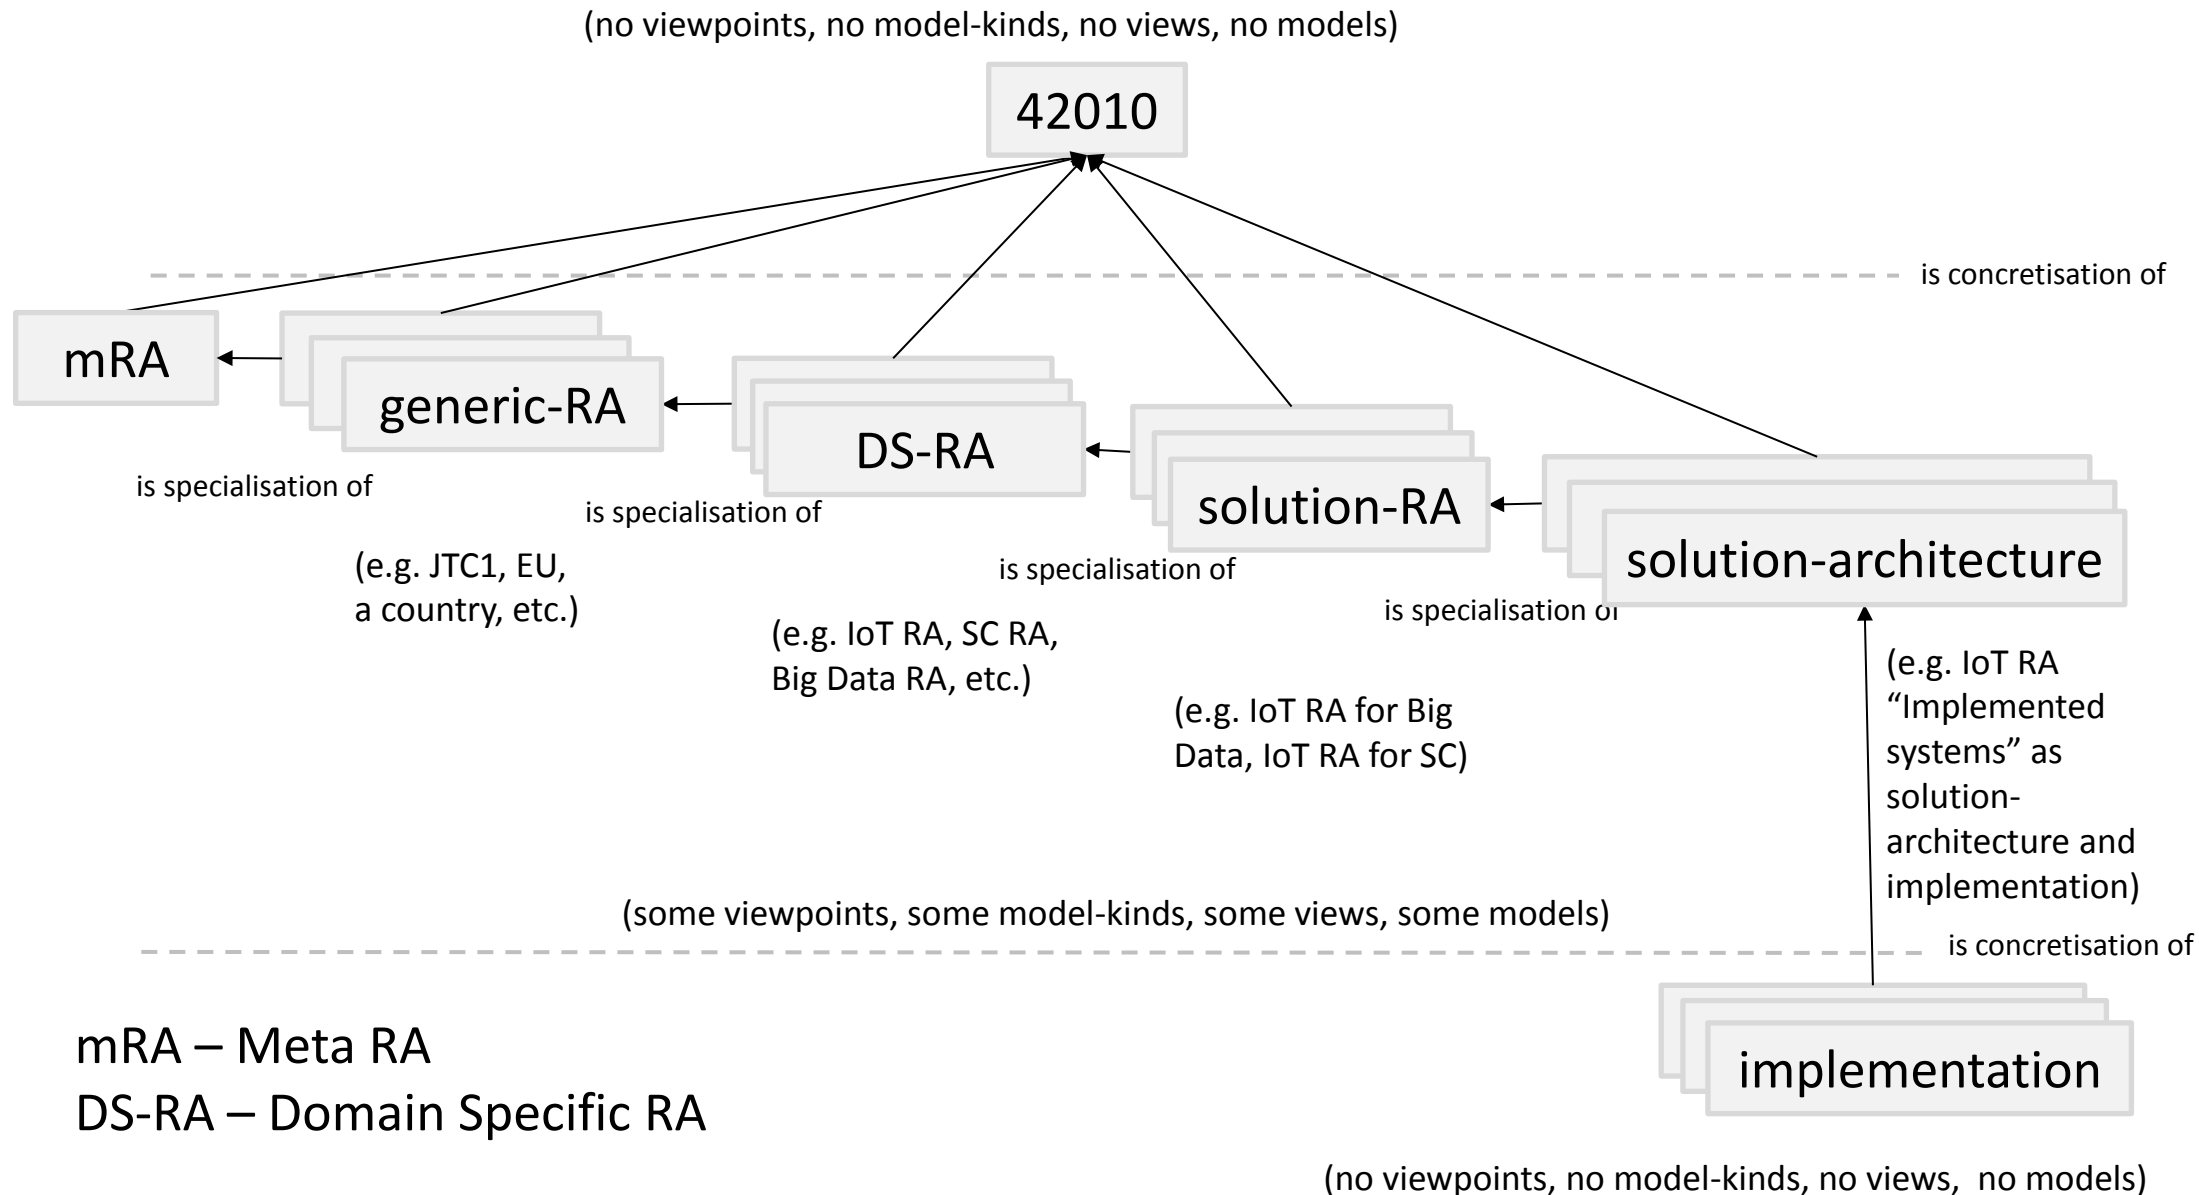 (no viewpoints, no model-kinds, no views, no models)
42010
is concretisation of
mRA
generic-RA
DS-RA
solution-RA
solution-architecture
is specialisation of
is specialisation of
is specialisation of
is specialisation of
(e.g. JTC1, EU,
a country, etc.)
(e.g. IoT RA, SC RA,
Big Data RA, etc.)
(e.g. IoT RA for Big
Data, IoT RA for SC)
(e.g. IoT RA
“Implemented
systems” as
solution-
architecture and
implementation)
(some viewpoints, some model-kinds, some views, some models)
is concretisation of
implementation
mRA – Meta RA
DS-RA – Domain Specific RA
(no viewpoints, no model-kinds, no views,  no models)